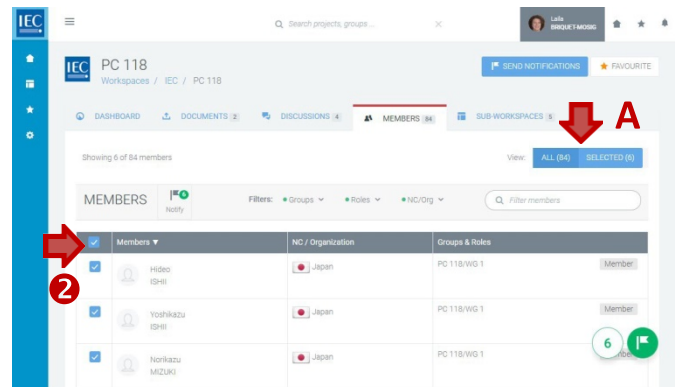 IEC
Search projects, groups ...
Laila
BRIQUET-MOSIG
IEC
PC 118
Workspaces / IEC / PC 118
SEND NOTIFICATIONS
FAVOURITE
DASHBOARD
DOCUMENTS 2
DISCUSSIONS 4
MEMBERS 84
SUB-WORKSPACES 5
A
Showing 6 of 84 members
View:
ALL (84)
SELECTED (6)
MEMBERS
6
Notify
Filters:
Groups
Roles
NC/Org
Filter members
Members ▼
NC / Organization
Groups & Roles
2
Hideo
ISHII
Japan
PC 118/WG 1
Member
Yoshikazu
ISHII
Japan
PC 118/WG 1
Member
6
Norikazu
MIZUKI
Japan
PC 118/WG 1